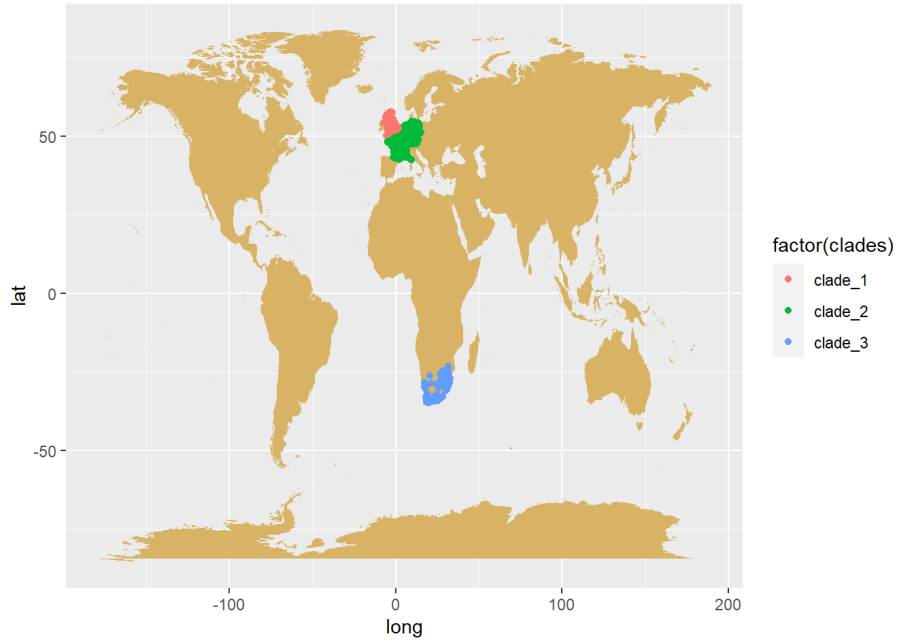 50
0
-50
lat
-100
0
100
200
long
factor(clades)
clade_1
clade_2
clade_3